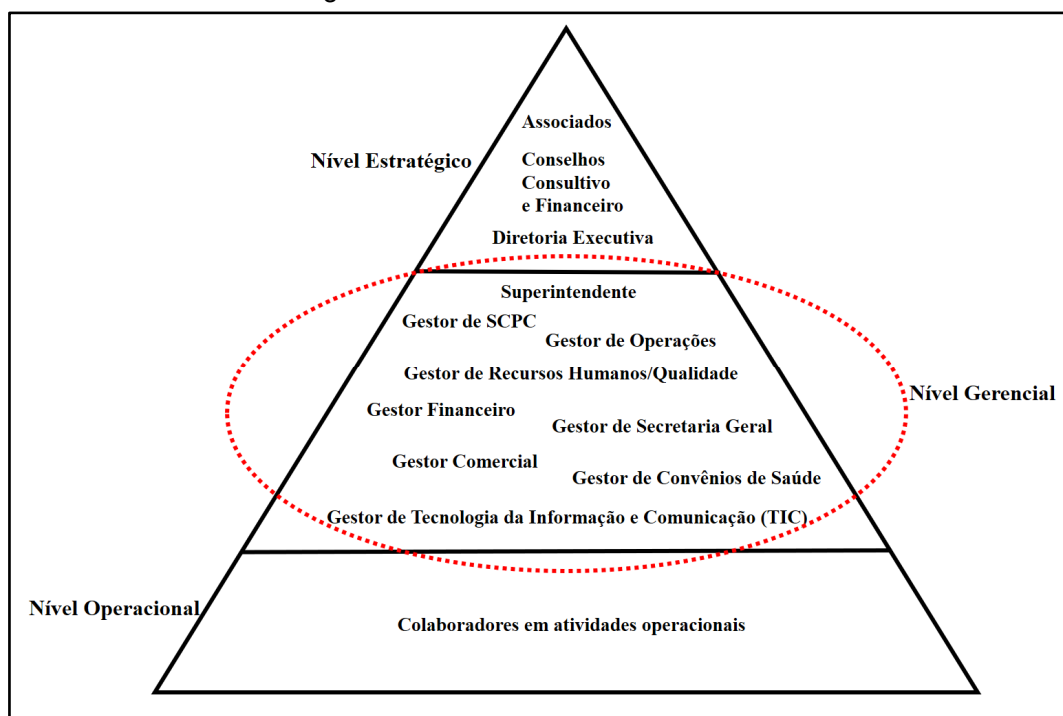 Associados
Nível Estratégico
Conselhos
Consultivo
e Financeiro
Diretoria Executiva
Superintendente
Gestor de SCPC
Gestor de Operações
Gestor de Recursos Humanos/Qualidade
Nível Gerencial
Gestor Financeiro
Gestor de Secretaria Geral
Gestor Comercial
Gestor de Convênios de Saúde
Gestor de Tecnologia da Informação e Comunicação (TIC)
Nível Operacional
Colaboradores em atividades operacionais